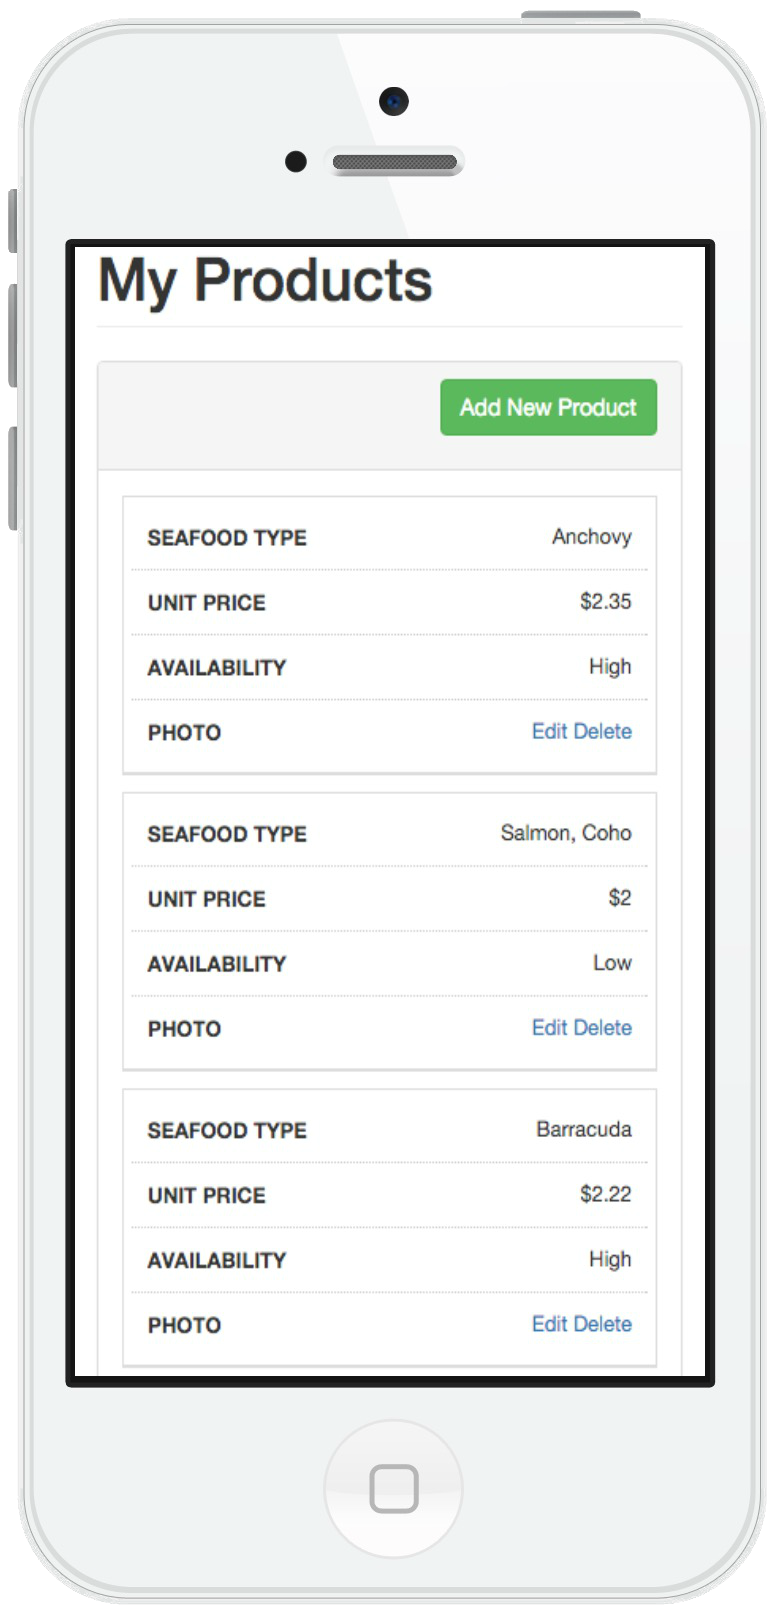 My Products
Add New Product
SEAFOOD TYPE Anchovy
UNIT PRICE $2.35
AVAILABILITY High
PHOTO Edit Delete
SEAFOOD TYPE Salmon, Coho
UNIT PRICE $2
AVAILABILITY Low
PHOTO Edit Delete
SEAFOOD TYPE Barracuda
UNIT PRICE $2.22
AVAILABILITY High
PHOTO Edit Delete